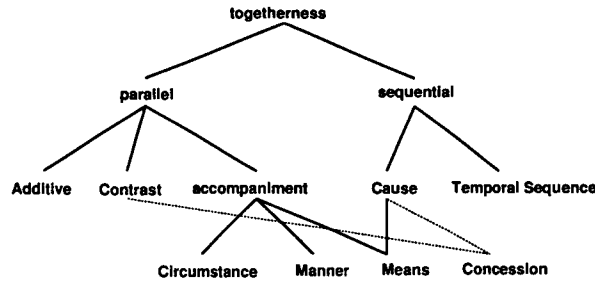 togetherness
parallel sequential
Additive Contrast accompaniment Cause Temporal Sequence
Circumstance Manner Means Concession